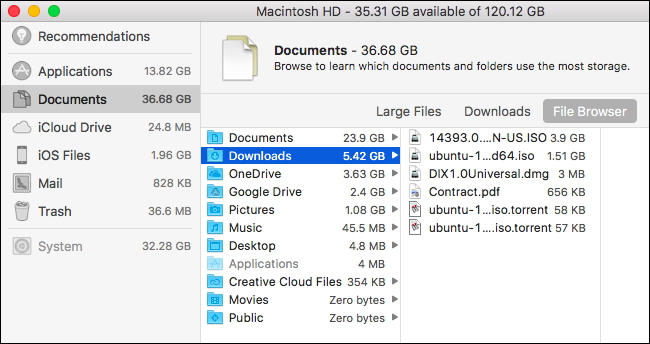 Macintosh HD - 35.31 GB available of 120.12 GB
Recommendations
Applications 13.82 GB
Documents 36.68 GB
iCloud Drive 24.8 MB
iOS Files 1.96 GB
Mail 828 KB
Trash 36.6 MB
System 32.28 GB
Documents - 36.68 GB
Browse to learn which documents and folders use the most storage.
Large Files Downloads File Browser
Documents 23.9 GB
Downloads 5.42 GB
OneDrive 3.63 GB
Google Drive 2.4 GB
Pictures 1.08 GB
Music 45.5 MB
Desktop 4.8 MB
Applications 4 MB
Creative Cloud Files 354 KB
Movies Zero bytes
Public Zero bytes
14393.0....N-US.ISO 3.9 GB
ubuntu-1...d64.iso 1.51 GB
DIX1.0Universal.dmg 3 MB
Contract.pdf 656 KB
ubuntu-1...iso.torrent 58 KB
ubuntu-1...iso.torrent 57 KB